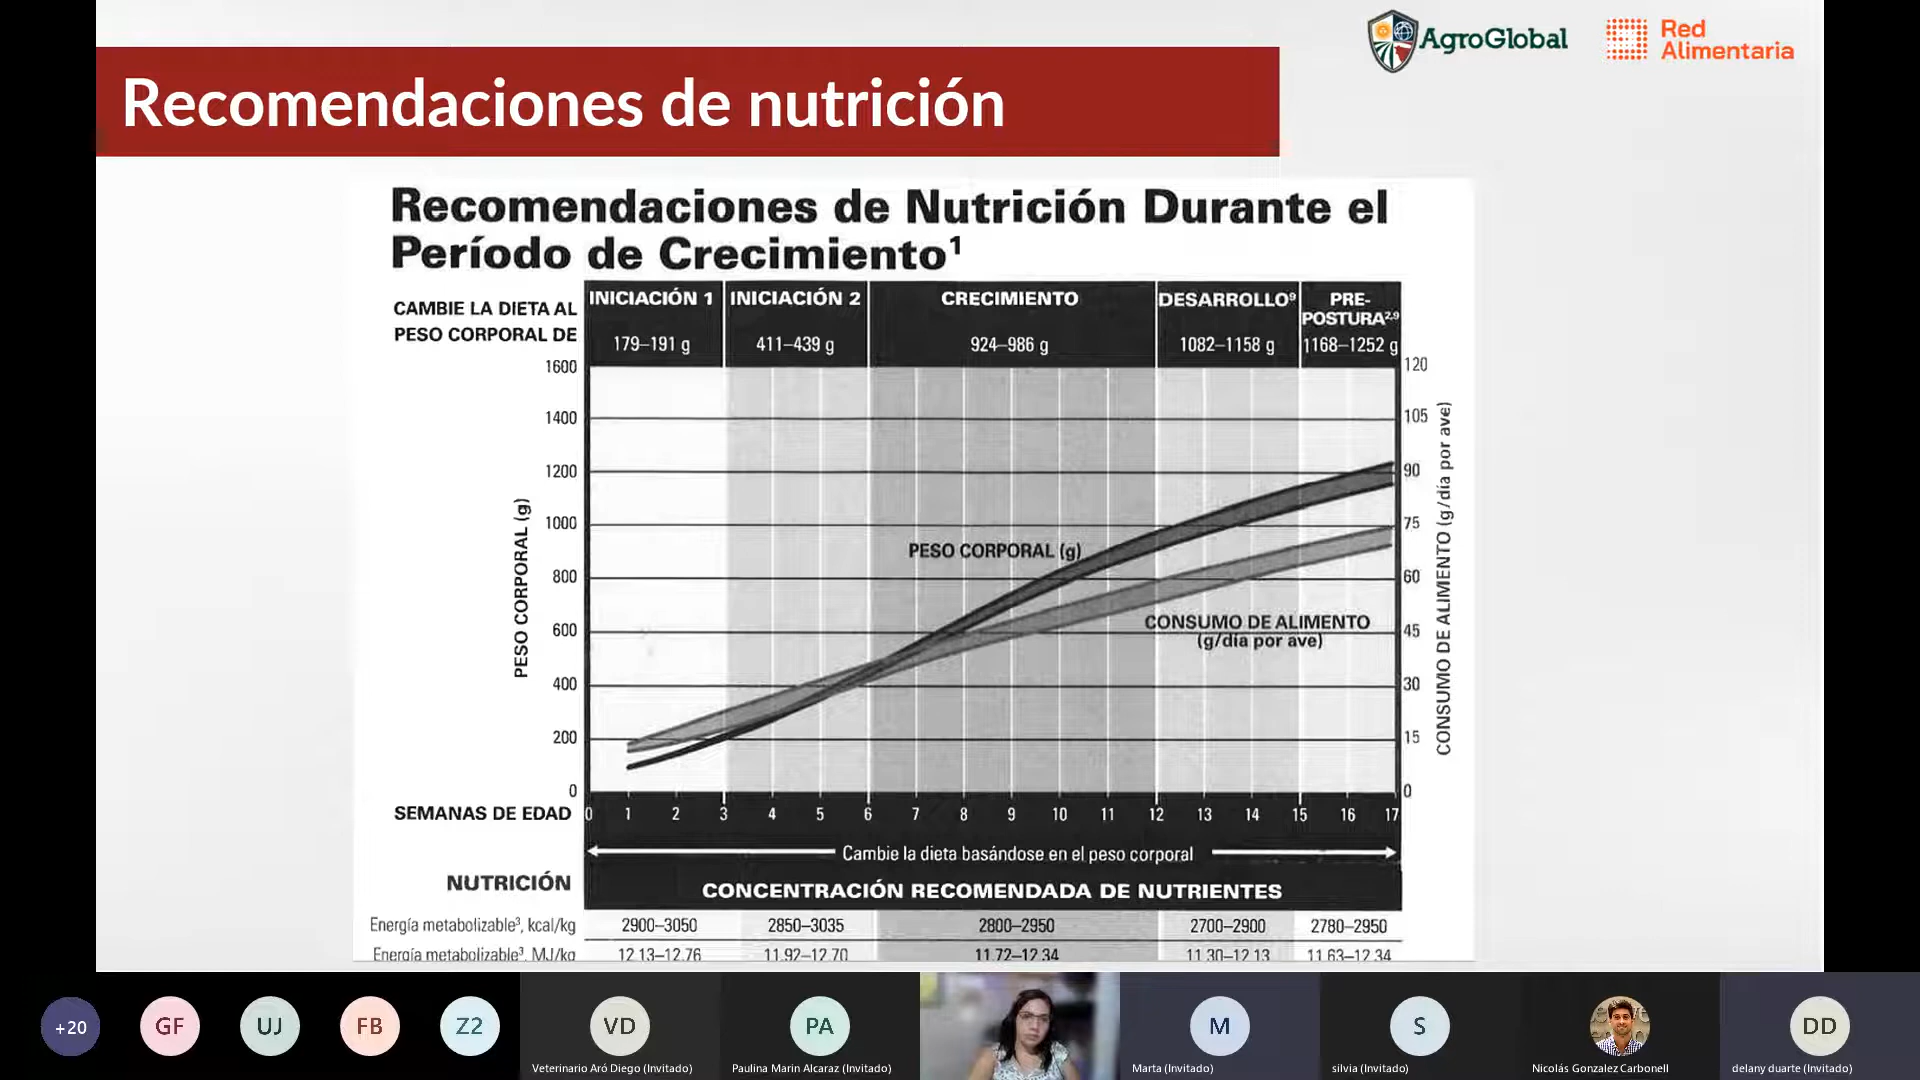 AgroGlobal
Red
Alimentaria
Recomendaciones de nutrición
Recomendaciones de Nutrición Durante el
Período de Crecimiento¹
CAMBIE LA DIETA AL
PESO CORPORAL DE
INICIACIÓN 1
179–191 g
INICIACIÓN 2
411–439 g
CRECIMIENTO
924–986 g
DESARROLLO⁹
1082–1158 g
PRE-
POSTURA²,⁹
1168–1252 g
PESO CORPORAL (g)
1600
1400
1200
1000
800
600
400
200
0
PESO CORPORAL (g)
CONSUMO DE ALIMENTO
(g/día por ave)
120
105
90
75
60
45
30
15
0
CONSUMO DE ALIMENTO (g/día por ave)
SEMANAS DE EDAD 0 1 2 3 4 5 6 7 8 9 10 11 12 13 14 15 16 17
Cambie la dieta basándose en el peso corporal
NUTRICIÓN
CONCENTRACIÓN RECOMENDADA DE NUTRIENTES
Energía metabolizable³, kcal/kg 2900–3050 2850–3035 2800–2950 2700–2900 2780–2950
Energía metabolizable³, MJ/kg 12.13–12.76 11.92–12.70 11.72–12.34 11.30–12.13 11.63–12.34
+20
GF
UJ
FB
Z2
VD
Veterinario Aró Diego (Invitado)
PA
Paulina Marin Alcaraz (Invitado)
M
Marta (Invitado)
S
silvia (Invitado)
Nicolás Gonzalez Carbonell
DD
delany duarte (Invitado)